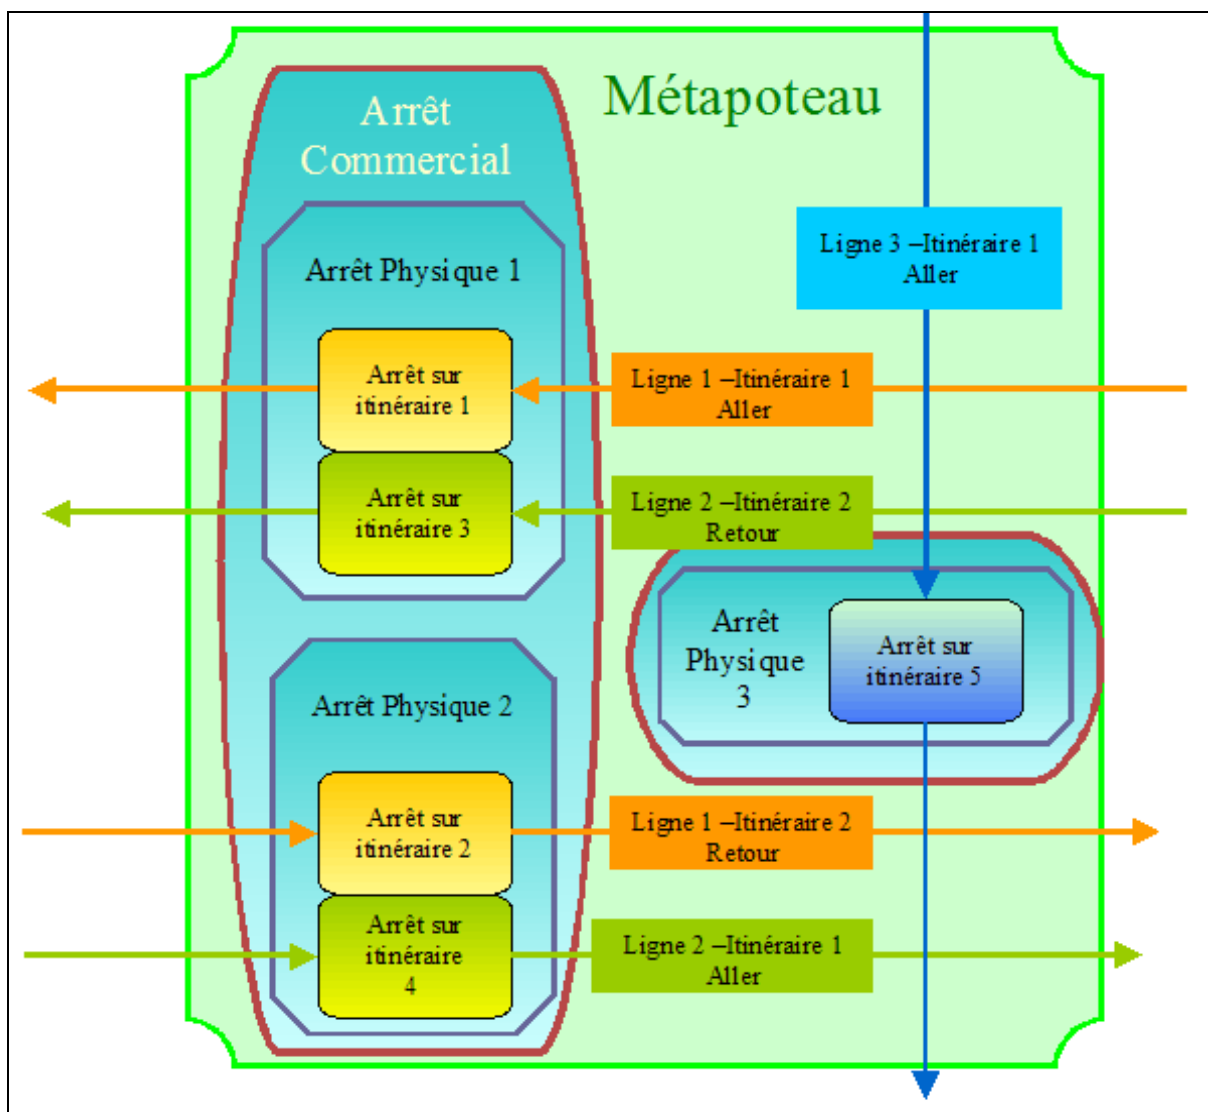 Métapoteau
Arrêt
Commercial
Arrêt Physique 1
Ligne 3 –Itinéraire 1
Aller
Arrêt sur
itinéraire 1
Ligne 1 –Itinéraire 1
Aller
Arrêt sur
itinéraire 3
Ligne 2 –Itinéraire 2
Retour
Arrêt
Physique
3
Arrêt sur
itinéraire 5
Arrêt Physique 2
Arrêt sur
itinéraire 2
Ligne 1 –Itinéraire 2
Retour
Arrêt sur
itinéraire
4
Ligne 2 –Itinéraire 1
Aller